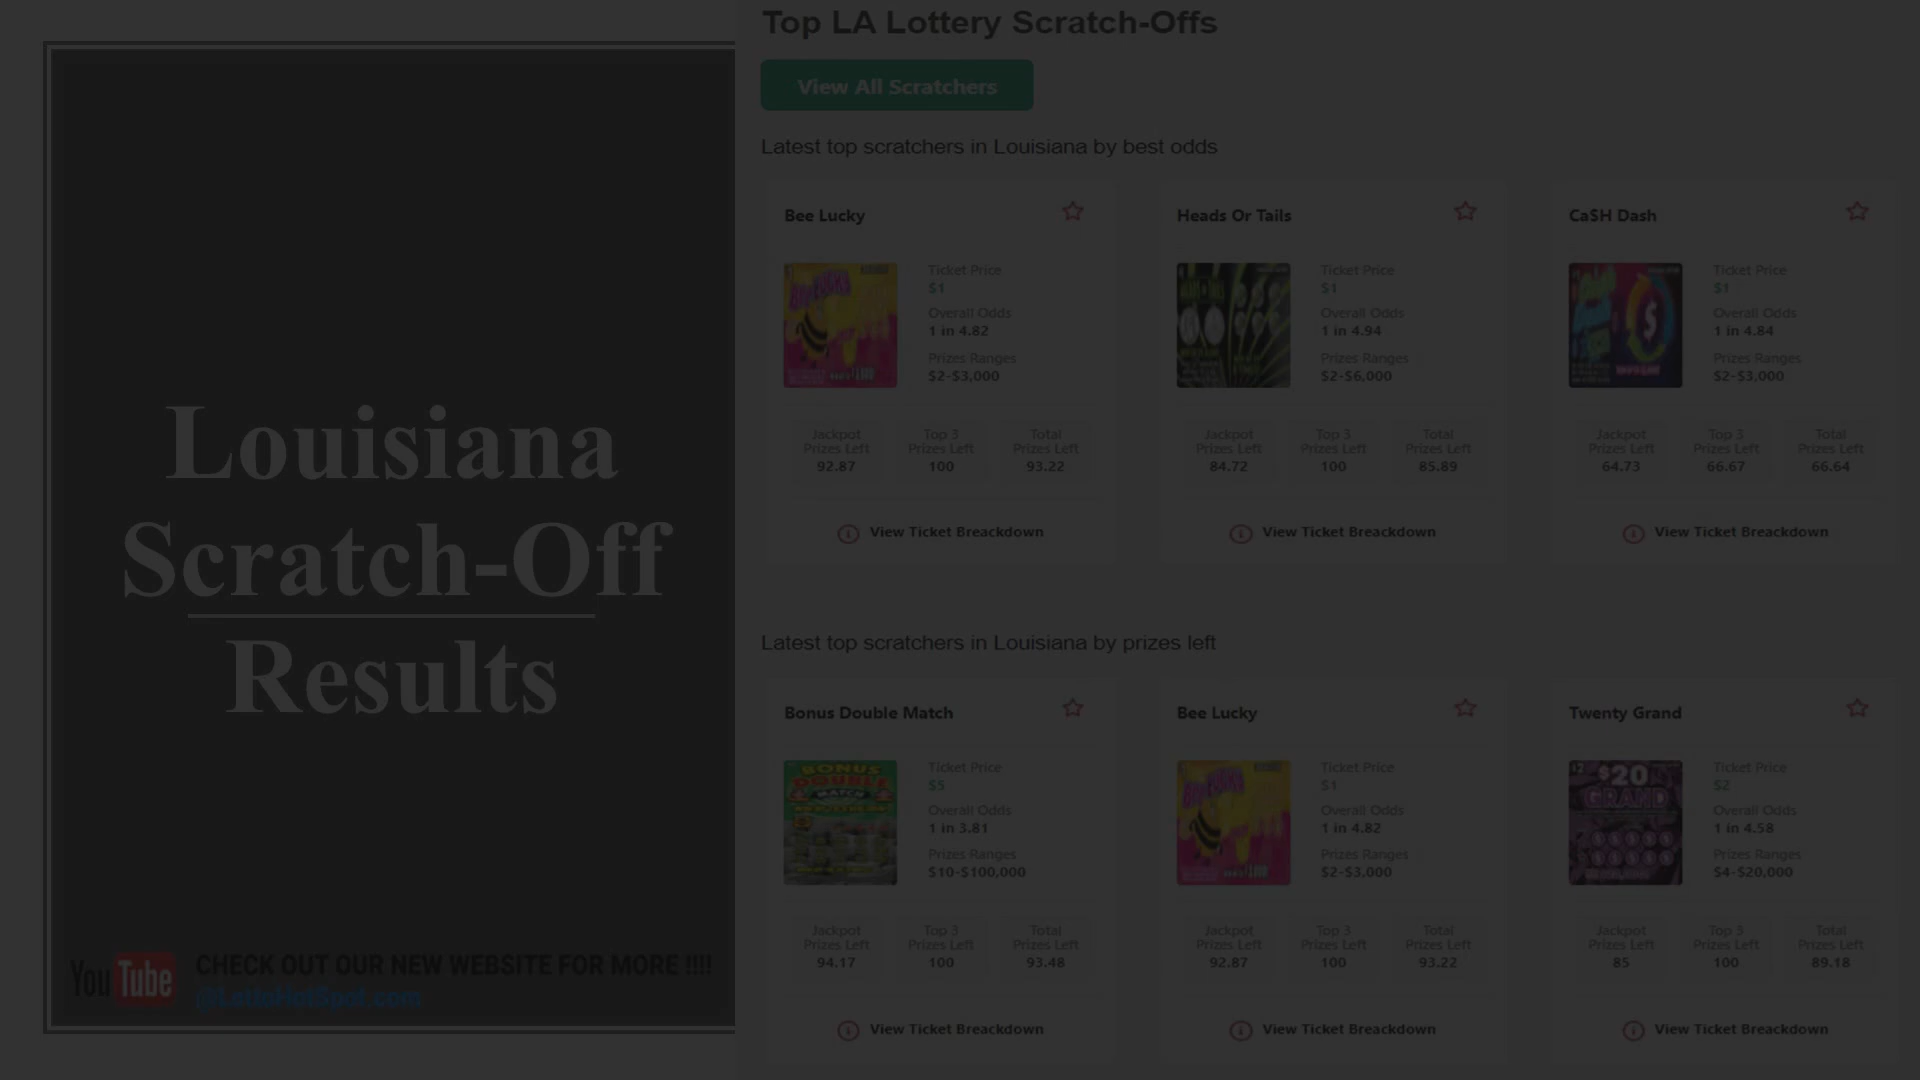 Louisiana
Scratch-Off
Results
YouTube
CHECK OUT OUR NEW WEBSITE FOR MORE !!!!
Top LA Lottery Scratch-Offs
View All Scratchers
Latest top scratchers in Louisiana by best odds
Bee Lucky
Ticket Price
$1
Overall Odds
1 in 4.82
Prizes Ranges
$2-$3,000
Jackpot
Prizes Left
92.87
Top 3
Prizes Left
100
Total
Prizes Left
93.22
View Ticket Breakdown
Heads Or Tails
Ticket Price
$1
Overall Odds
1 in 4.94
Prizes Ranges
$2-$6,000
Jackpot
Prizes Left
84.72
Top 3
Prizes Left
100
Total
Prizes Left
85.89
View Ticket Breakdown
Ca$H Dash
Ticket Price
$1
Overall Odds
1 in 4.84
Prizes Ranges
$2-$3,000
Jackpot
Prizes Left
64.73
Top 3
Prizes Left
66.67
Total
Prizes Left
66.64
View Ticket Breakdown
Latest top scratchers in Louisiana by prizes left
Bonus Double Match
BONUS
DOUBLE
MATCH
Ticket Price
$5
Overall Odds
1 in 3.81
Prizes Ranges
$10-$100,000
Jackpot
Prizes Left
94.17
Top 3
Prizes Left
100
Total
Prizes Left
93.48
View Ticket Breakdown
Bee Lucky
Ticket Price
$1
Overall Odds
1 in 4.82
Prizes Ranges
$2-$3,000
Jackpot
Prizes Left
92.87
Top 3
Prizes Left
100
Total
Prizes Left
93.22
View Ticket Breakdown
Twenty Grand
$20
GRAND
Ticket Price
$2
Overall Odds
1 in 4.58
Prizes Ranges
$4-$20,000
Jackpot
Prizes Left
85
Top 3
Prizes Left
100
Total
Prizes Left
89.18
View Ticket Breakdown